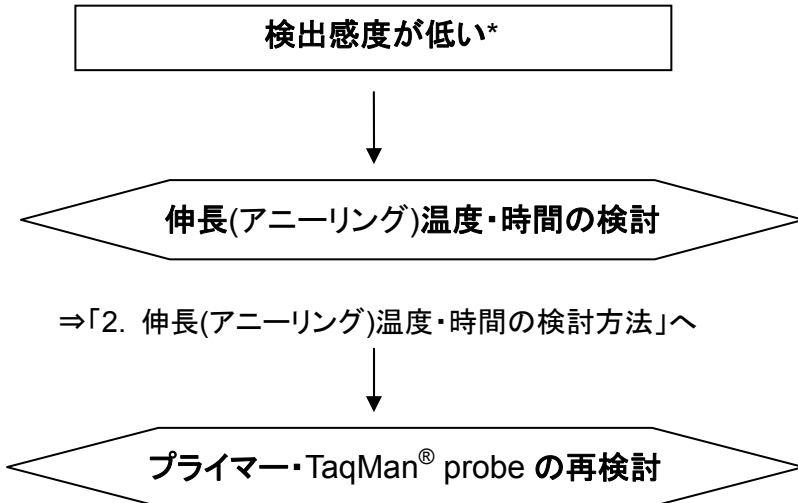 検出感度が低い*
伸長(アニーリング)温度・時間の検討
⇒「2. 伸長(アニーリング)温度・時間の検討方法」へ
プライマー・TaqMan® probe の再検討